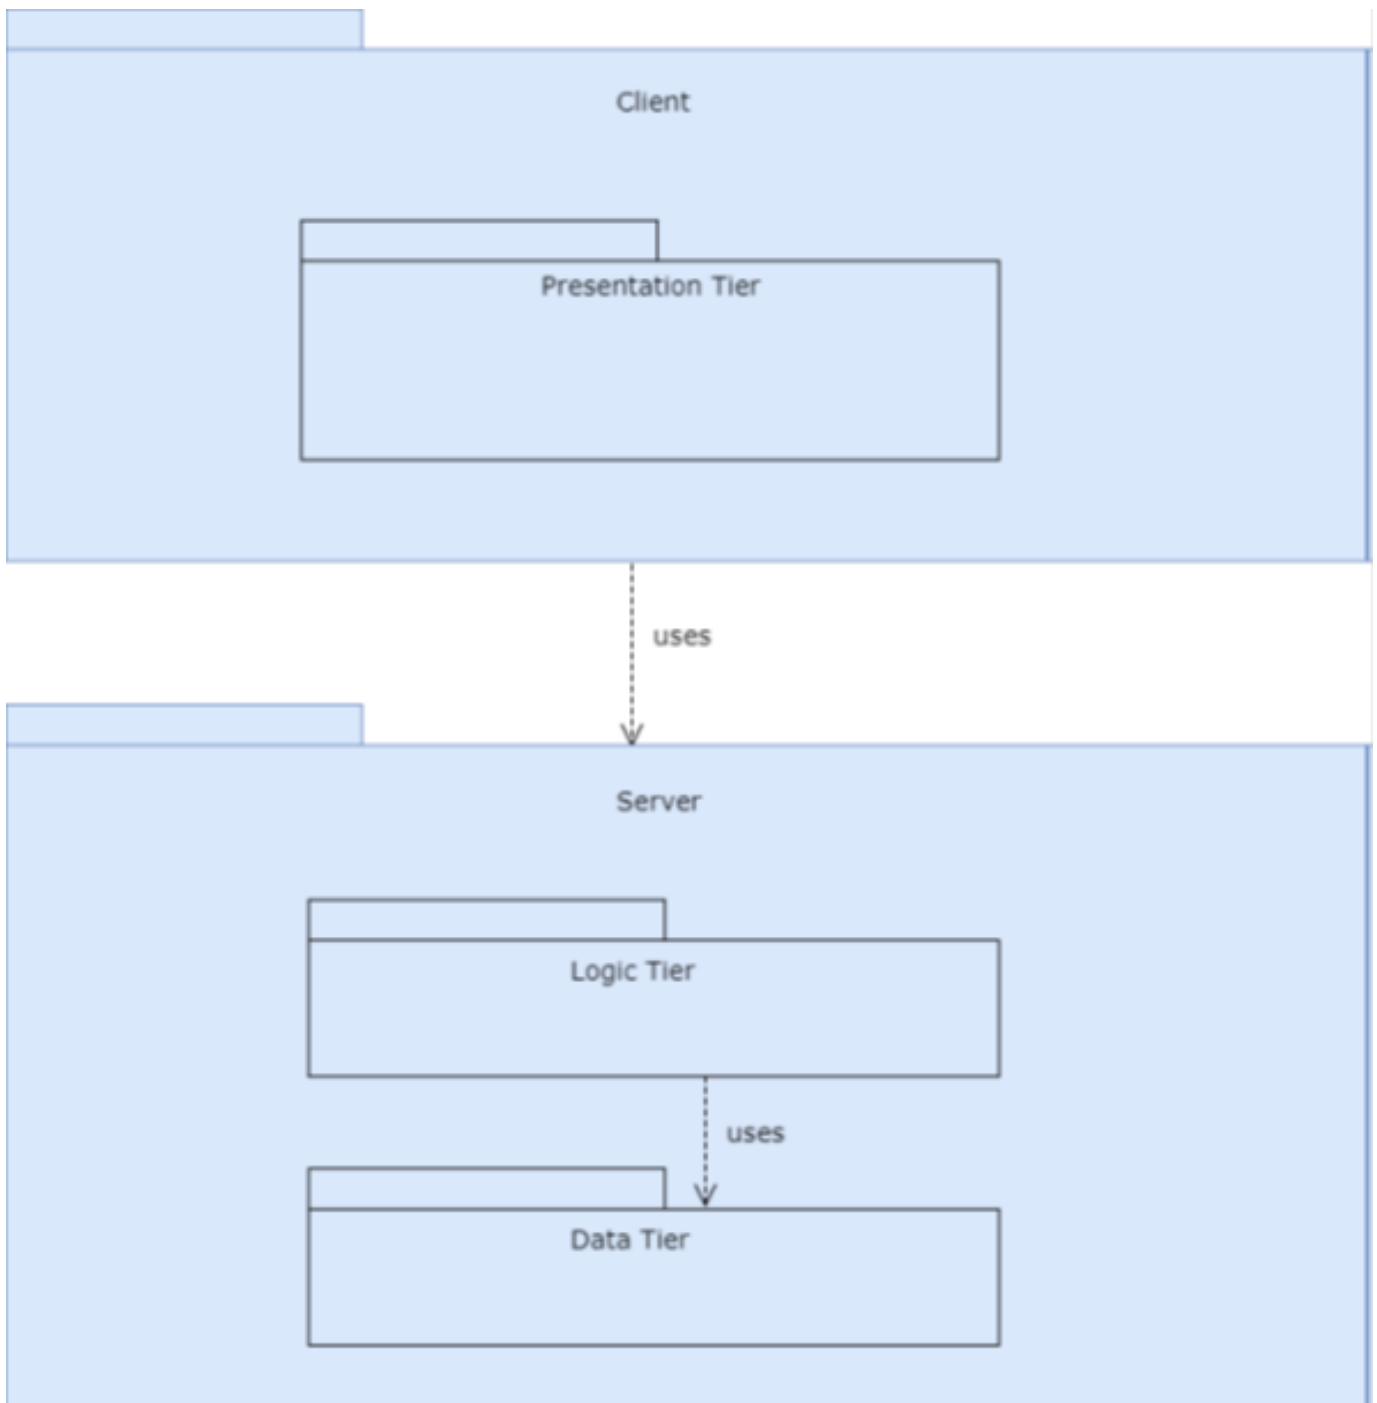 Client
Presentation Tier
uses
Server
Logic Tier
uses
Data Tier